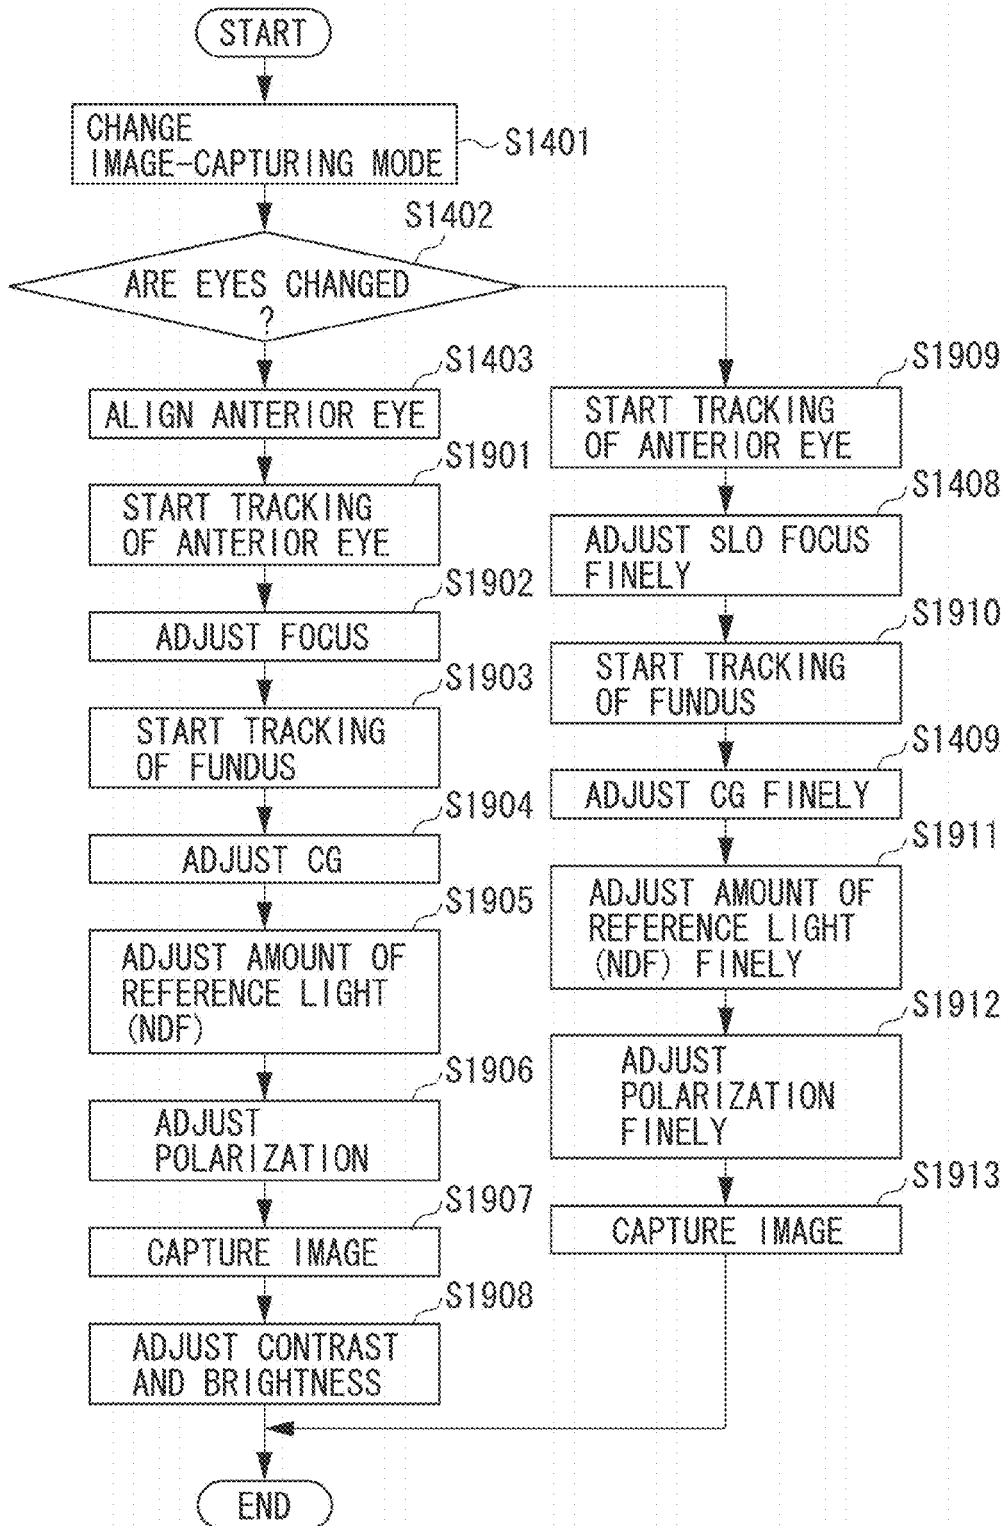 START
CHANGE
IMAGE-CAPTURING MODE
S1401
S1402
ARE EYES CHANGED
?
S1403
ALIGN ANTERIOR EYE
S1901
START TRACKING
OF ANTERIOR EYE
S1902
ADJUST FOCUS
S1903
START TRACKING
OF FUNDUS
S1904
ADJUST CG
S1905
ADJUST AMOUNT OF
REFERENCE LIGHT
(NDF)
S1906
ADJUST
POLARIZATION
S1907
CAPTURE IMAGE
S1908
ADJUST CONTRAST
AND BRIGHTNESS
S1909
START TRACKING
OF ANTERIOR EYE
S1408
ADJUST SLO FOCUS
FINELY
S1910
START TRACKING
OF FUNDUS
S1409
ADJUST CG FINELY
S1911
ADJUST AMOUNT OF
REFERENCE LIGHT
(NDF) FINELY
S1912
ADJUST
POLARIZATION
FINELY
S1913
CAPTURE IMAGE
END